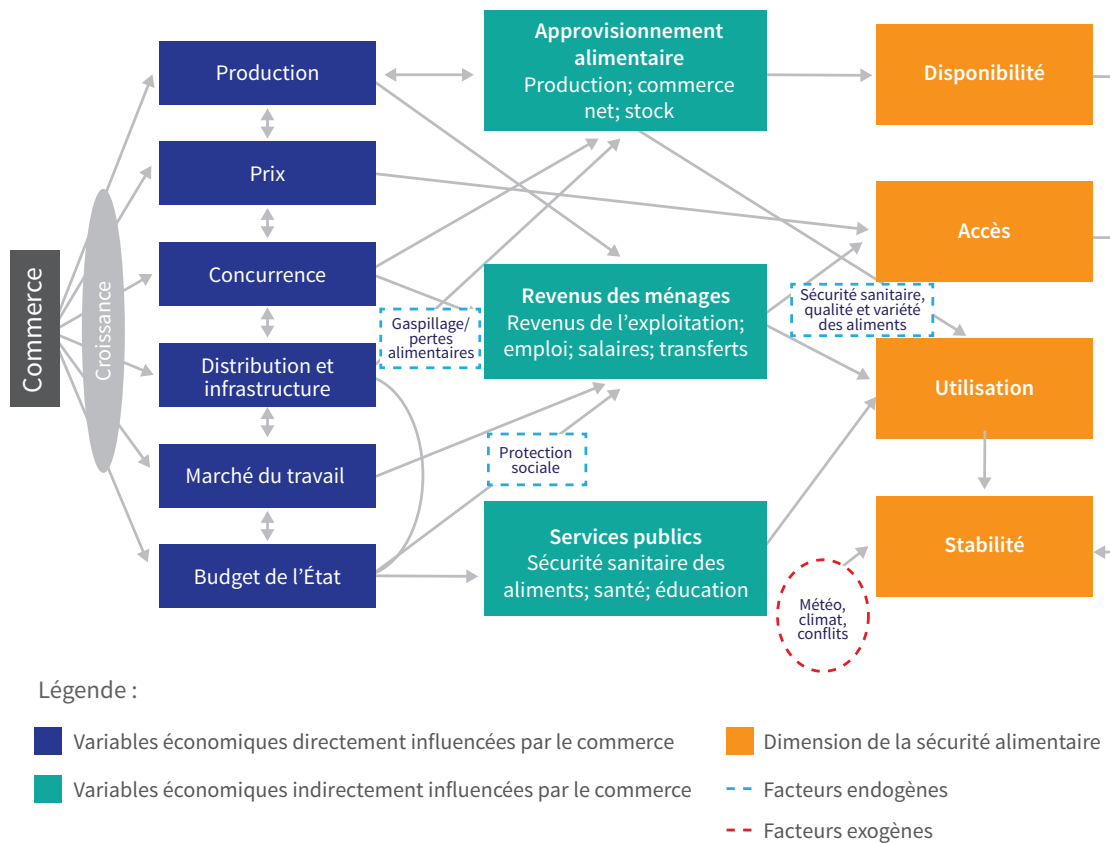 Commerce
Croissance
Production
Prix
Concurrence
Distribution et
infrastructure
Marché du travail
Budget de l'État
Gaspillage/
pertes
alimentaires
Protection
sociale
Approvisionnement
alimentaire
Production; commerce
net; stock
Revenus des ménages
Revenus de l'exploitation;
emploi; salaires; transferts
Services publics
Sécurité sanitaire des
aliments; santé; éducation
Sécurité sanitaire,
qualité et variété
des aliments
Météo,
climat,
conflits
Disponibilité
Accès
Utilisation
Stabilité
Légende :
Variables économiques directement influencées par le commerce
Variables économiques indirectement influencées par le commerce
Dimension de la sécurité alimentaire
Facteurs endogènes
Facteurs exogènes